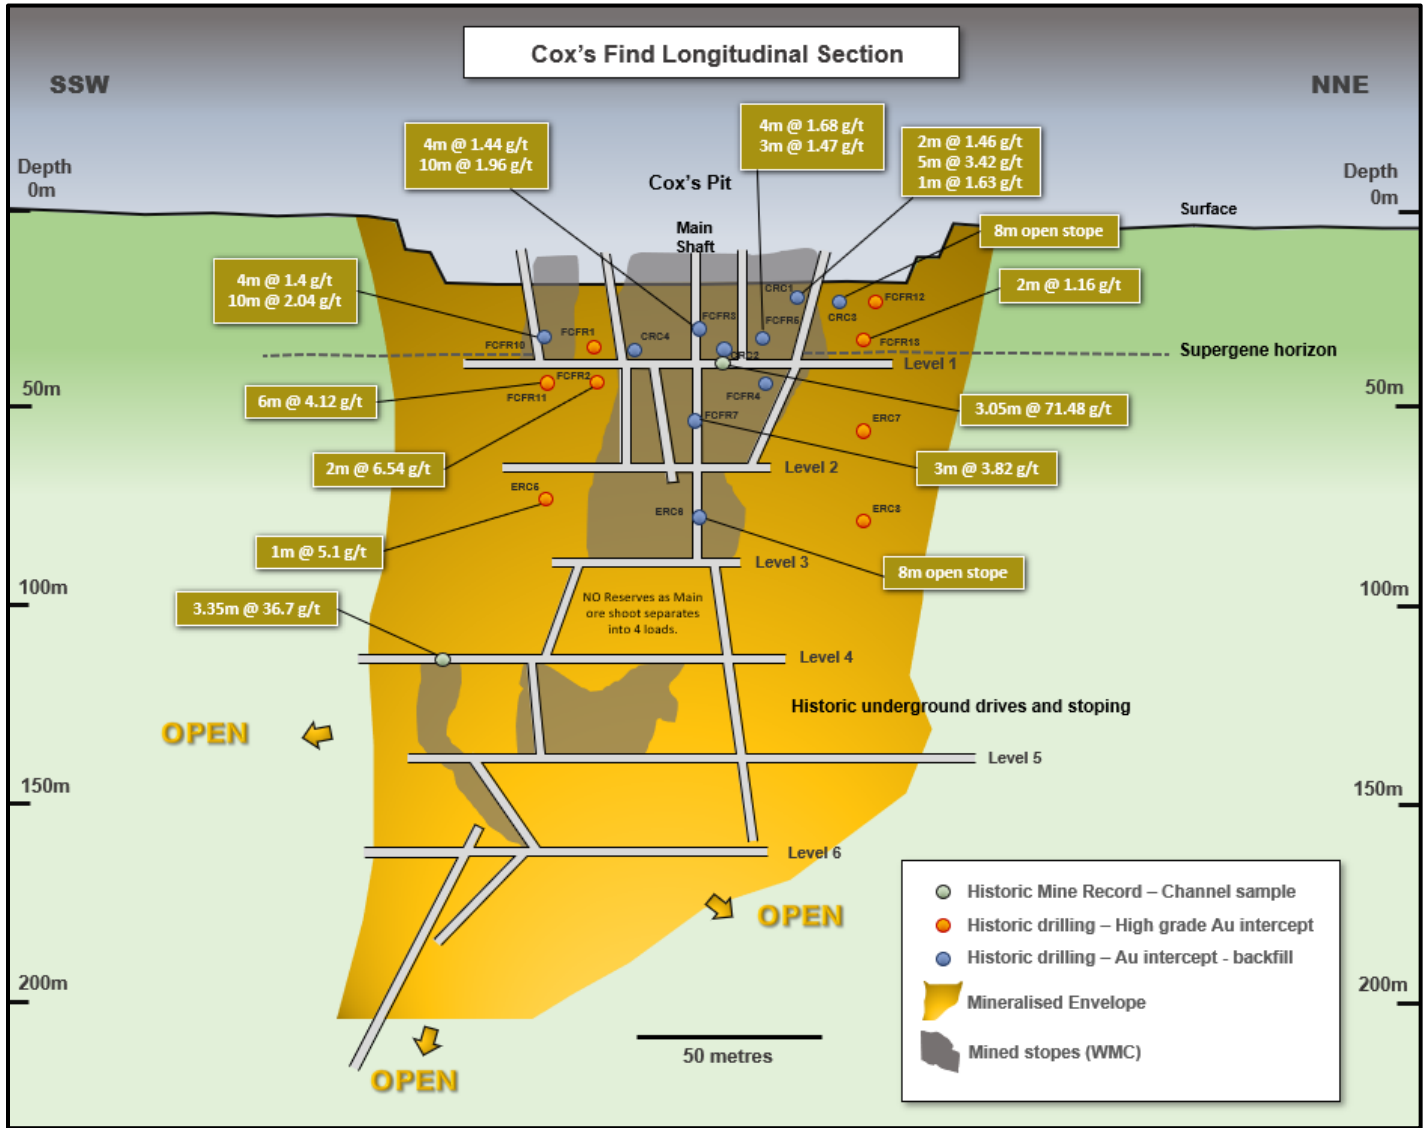 Cox's Find Longitudinal Section
SSW
NNE
4m @ 1.44 g/t
10m @ 1.96 g/t
4m @ 1.68 g/t
3m @ 1.47 g/t
2m @ 1.46 g/t
5m @ 3.42 g/t
1m @ 1.63 g/t
Depth
0m
Depth
0m
Cox's Pit
Surface
Main
Shaft
8m open stope
4m @ 1.4 g/t
10m @ 2.04 g/t
2m @ 1.16 g/t
CRC1
CRC3
FCFR12
FCFR8
FCFR5
FCFR10
FCFR1
CRC4
CRC2
FCFR13
Supergene horizon
Level 1
50m
50m
FCFR2
FCFR11
FCFR4
6m @ 4.12 g/t
3.05m @ 71.48 g/t
FCFR7
ERC7
2m @ 6.54 g/t
Level 2
3m @ 3.82 g/t
ERC5
ERC6
ERC8
1m @ 5.1 g/t
Level 3
8m open stope
100m
100m
3.35m @ 36.7 g/t
NO Reserves as Main
ore shoot separates
into 4 loads.
Level 4
Historic underground drives and stoping
OPEN
Level 5
150m
150m
Level 6
OPEN
Historic Mine Record – Channel sample
Historic drilling – High grade Au intercept
Historic drilling – Au intercept - backfill
Mineralised Envelope
Mined stopes (WMC)
200m
200m
50 metres
OPEN